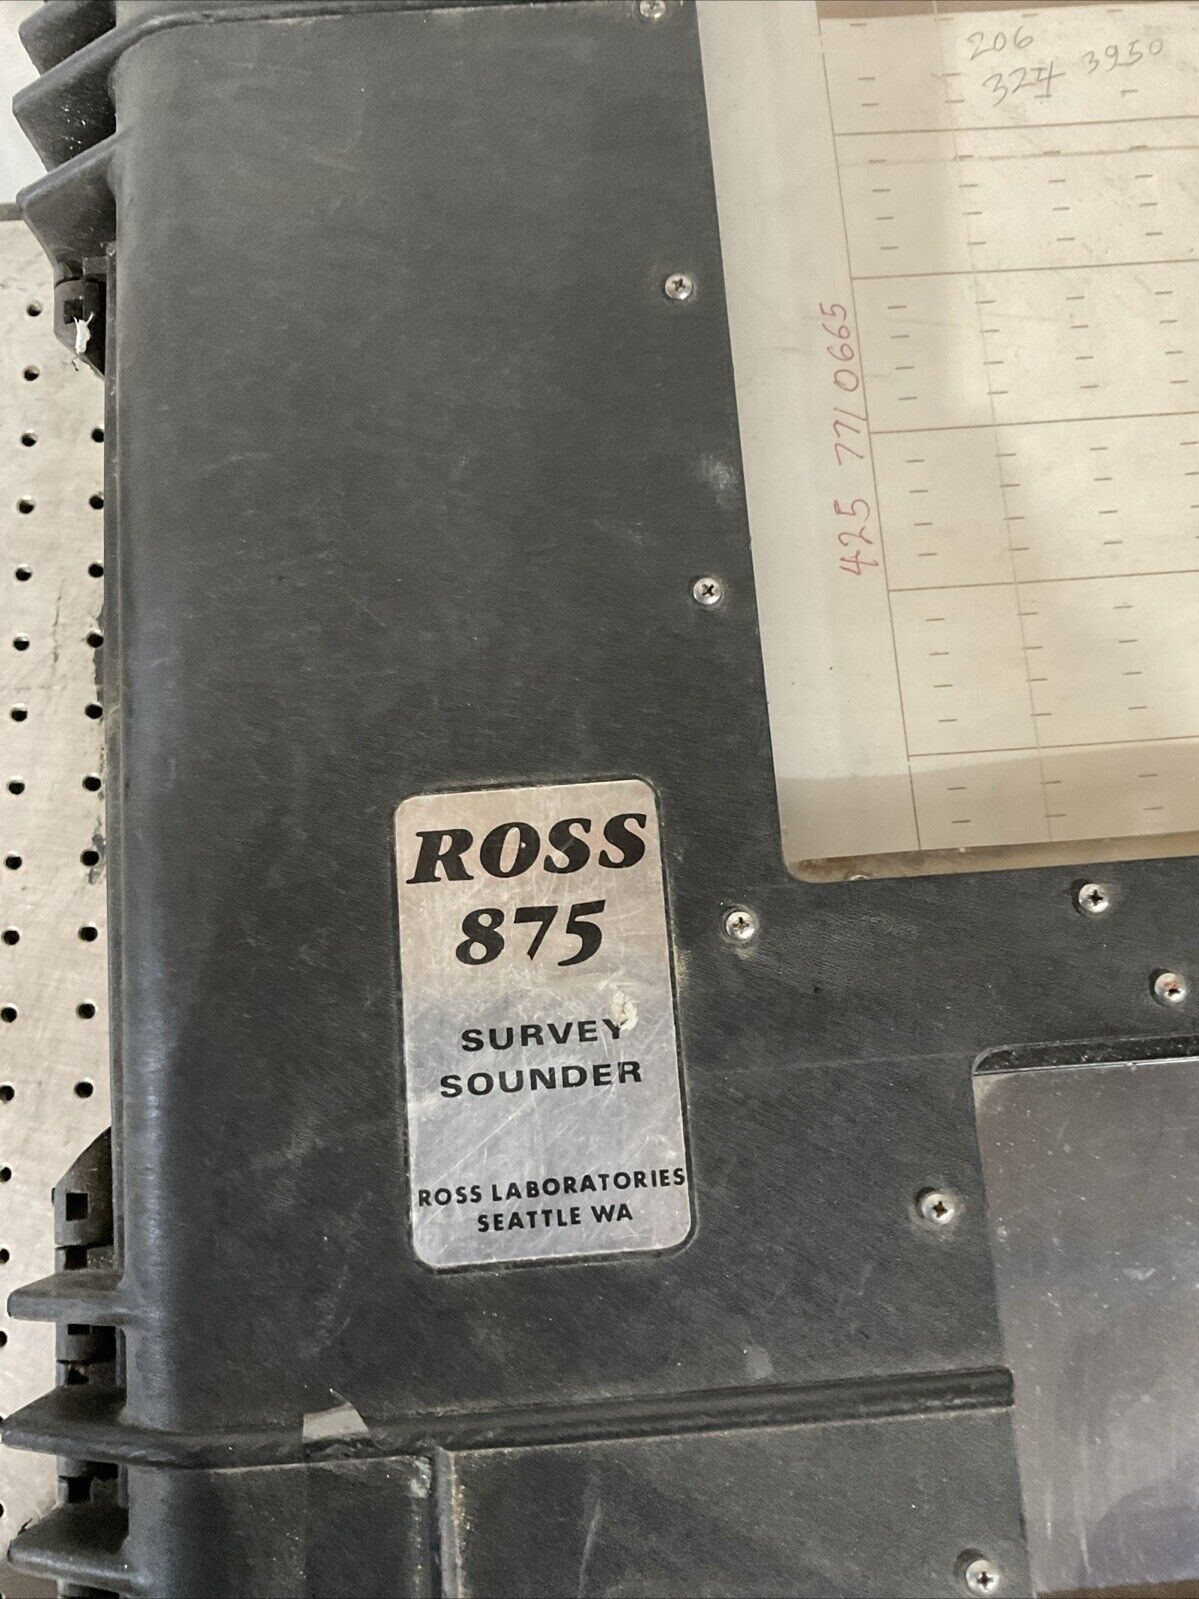 206
324 3950
425 771 0665
ROSS
875
SURVEY
SOUNDER
ROSS LABORATORIES
SEATTLE WA